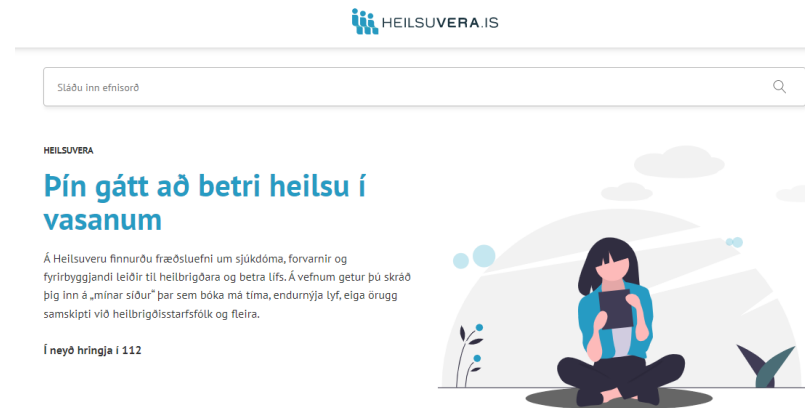 HEILSUVERA.IS
Sláðu inn efnisorð
HEILSUVERA
Þín gátt að betri heilsu í
vasanum
Á Heilsuveru finnurðu fræðsluefni um sjúkdóma, forvarnir og
fyrirbyggjandi leiðir til heilbrigðara og betra lífs. Á vefnum getur þú skráð
þig inn á „mínar síður“ þar sem bóka má tíma, endurnýja lyf, eiga örugg
samskipti við heilbrigðisstarfsfólk og fleira.
Í neyð hringja í 112